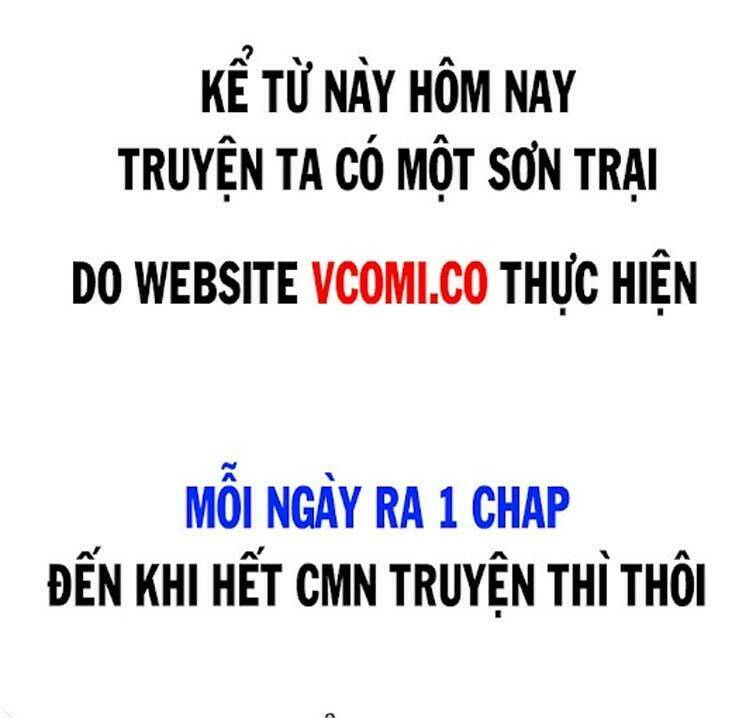 KỂ TỪ NÀY HÔM NAY
TRUYỆN TA CÓ MỘT SƠN TRẠI
DO WEBSITE VCOMI.CO THỰC HIỆN
MỖI NGÀY RA 1 CHAP
ĐẾN KHI HẾT CMN TRUYỆN THÌ THÔI